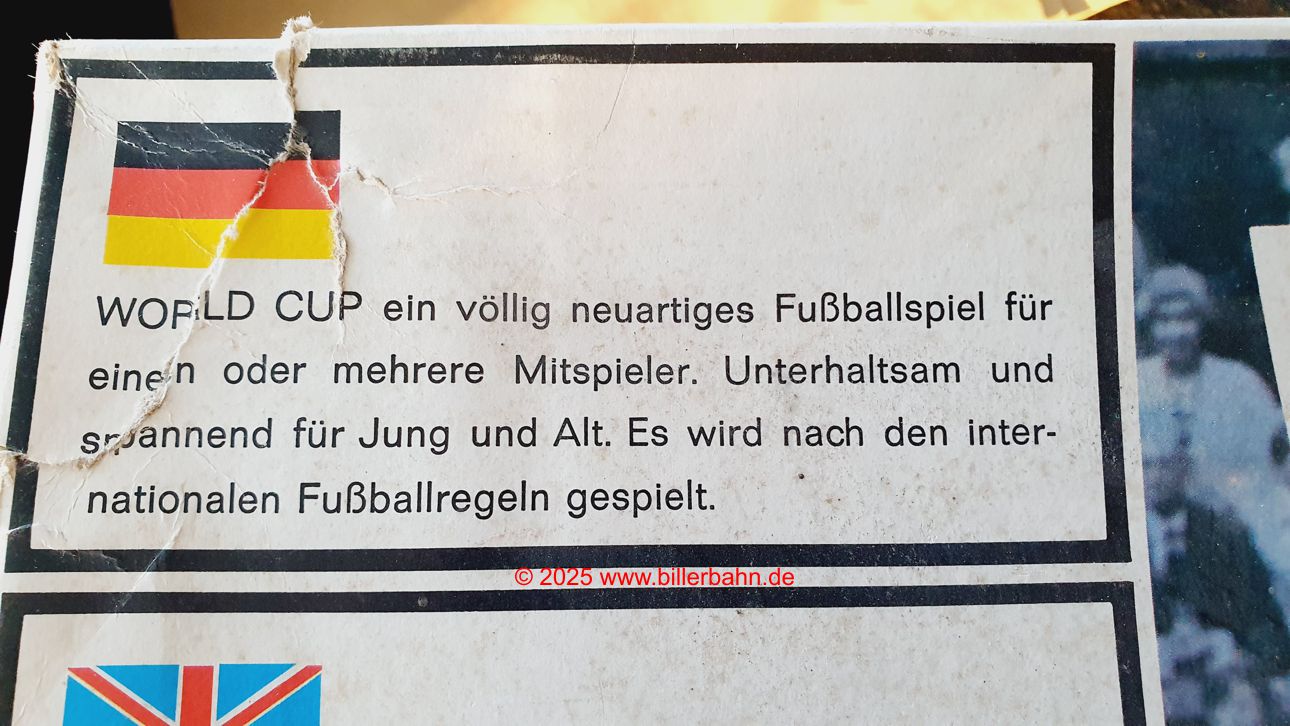 WORLD CUP ein völlig neuartiges Fußballspiel für
einen oder mehrere Mitspieler. Unterhaltsam und
spannend für Jung und Alt. Es wird nach den inter-
nationalen Fußballregeln gespielt.
© 2025 www.billerbahn.de